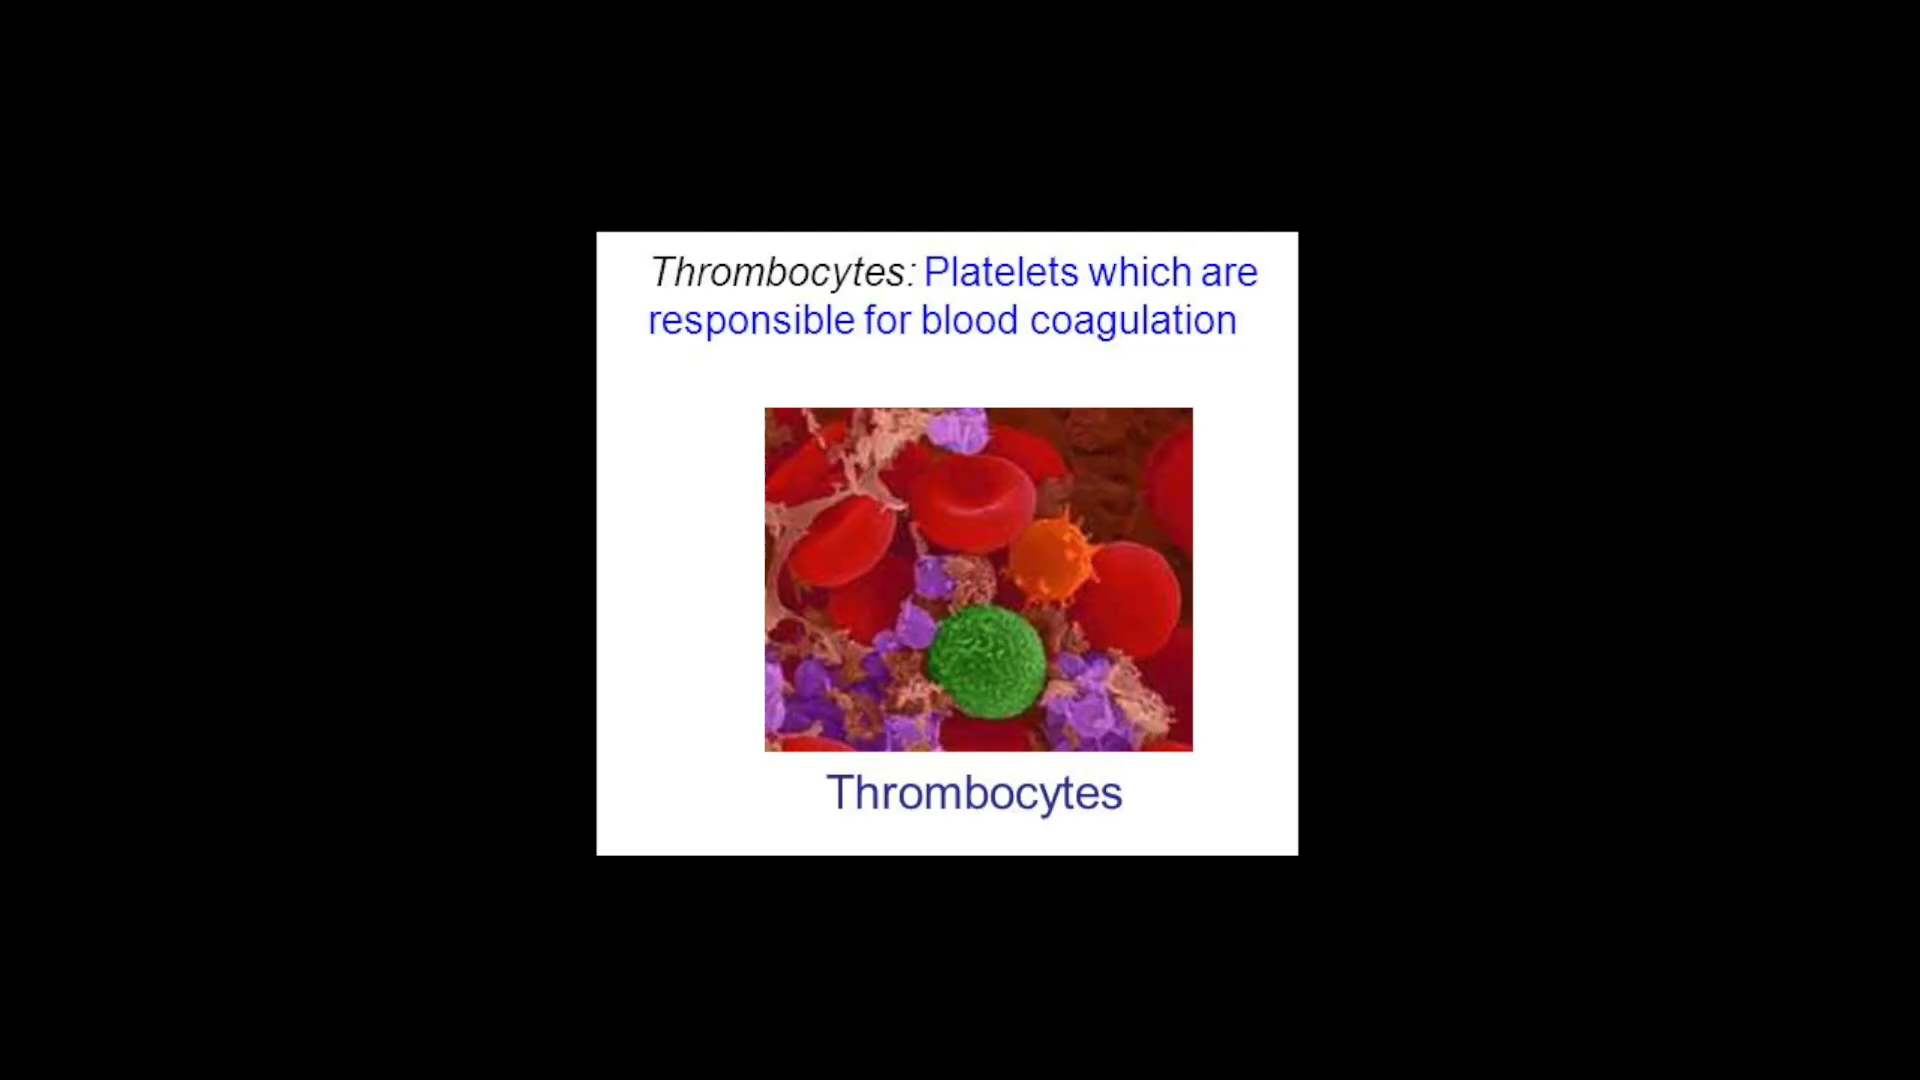 Thrombocytes: Platelets which are
responsible for blood coagulation
Thrombocytes